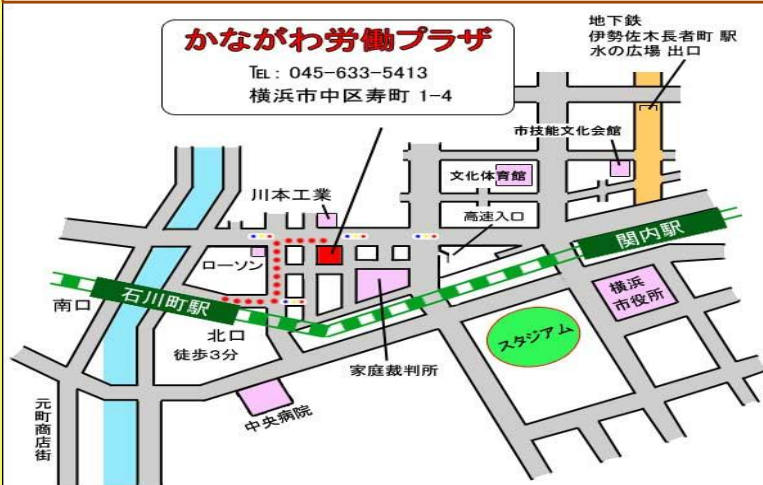 かながわ労働プラザ
℡: 045-633-5413
横浜市中区寿町 1-4
地下鉄
伊勢佐木長者町 駅
水の広場 出口
市技能文化会館
文化体育館
川本工業
高速入口
関内駅
ローソン
石川町駅
南口
横浜
市役所
北口
徒歩3分
スタジアム
家庭裁判所
元町商店街
中央病院